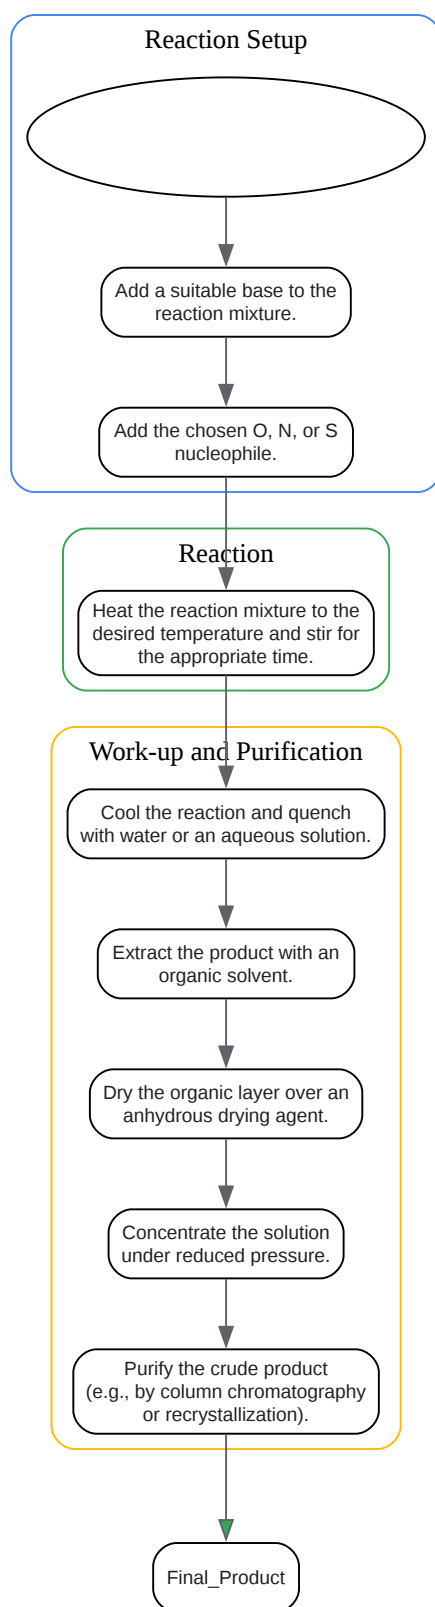 Reaction Setup
Add a suitable base to the
reaction mixture.
Add the chosen O, N, or S
nucleophile.
Reaction
Heat the reaction mixture to the
desired temperature and stir for
the appropriate time.
Work-up and Purification
Cool the reaction and quench
with water or an aqueous solution.
Extract the product with an
organic solvent.
Dry the organic layer over an
anhydrous drying agent.
Concentrate the solution
under reduced pressure.
Purify the crude product
(e.g., by column chromatography
or recrystallization).
Final_Product